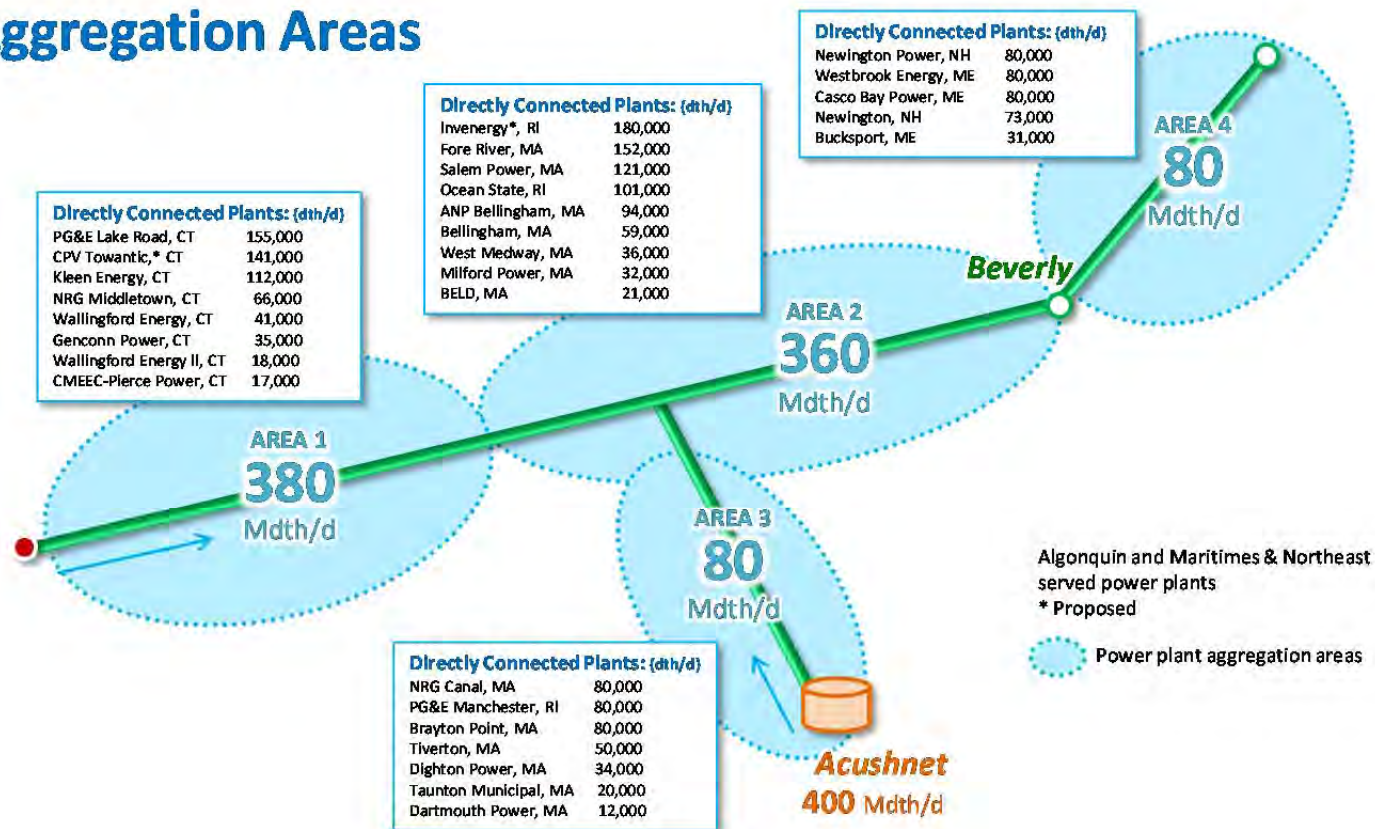 ggregation Areas
Directly Connected Plants: (dth/d)
Newington Power, NH 80,000
Westbrook Energy, ME 80,000
Casco Bay Power, ME 80,000
Newington, NH 73,000
Bucksport, ME 31,000
Directly Connected Plants: (dth/d)
Invenergy*, RI 180,000
Fore River, MA 152,000
Salem Power, MA 121,000
Ocean State, RI 101,000
ANP Bellingham, MA 94,000
Bellingham, MA 59,000
West Medway, MA 36,000
Milford Power, MA 32,000
BELD, MA 21,000
Directly Connected Plants: (dth/d)
PG&E Lake Road, CT 155,000
CPV Towantic,* CT 141,000
Kleen Energy, CT 112,000
NRG Middletown, CT 66,000
Wallingford Energy, CT 41,000
Genconn Power, CT 35,000
Wallingford Energy II, CT 18,000
CMEEC-Pierce Power, CT 17,000
AREA 4
80
Mdth/d
Beverly
AREA 2
360
Mdth/d
AREA 1
380
Mdth/d
AREA 3
80
Mdth/d
Algonquin and Maritimes & Northeast
served power plants
* Proposed
Power plant aggregation areas
Directly Connected Plants: (dth/d)
NRG Canal, MA 80,000
PG&E Manchester, RI 80,000
Brayton Point, MA 80,000
Tiverton, MA 50,000
Dighton Power, MA 34,000
Taunton Municipal, MA 20,000
Dartmouth Power, MA 12,000
Acushnet
400 Mdth/d